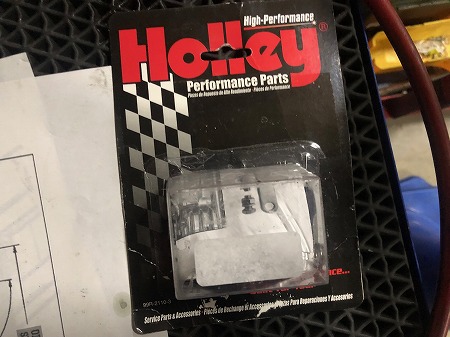 High-Performance
Holley®
Performance Parts
Piezas de Repuesto de Alto Rendimiento • Pièces de Performance
Service Parts & Accessories • Pièces de Rechange et Accessoires • Piezas Para Reparaciones Y Accesorios